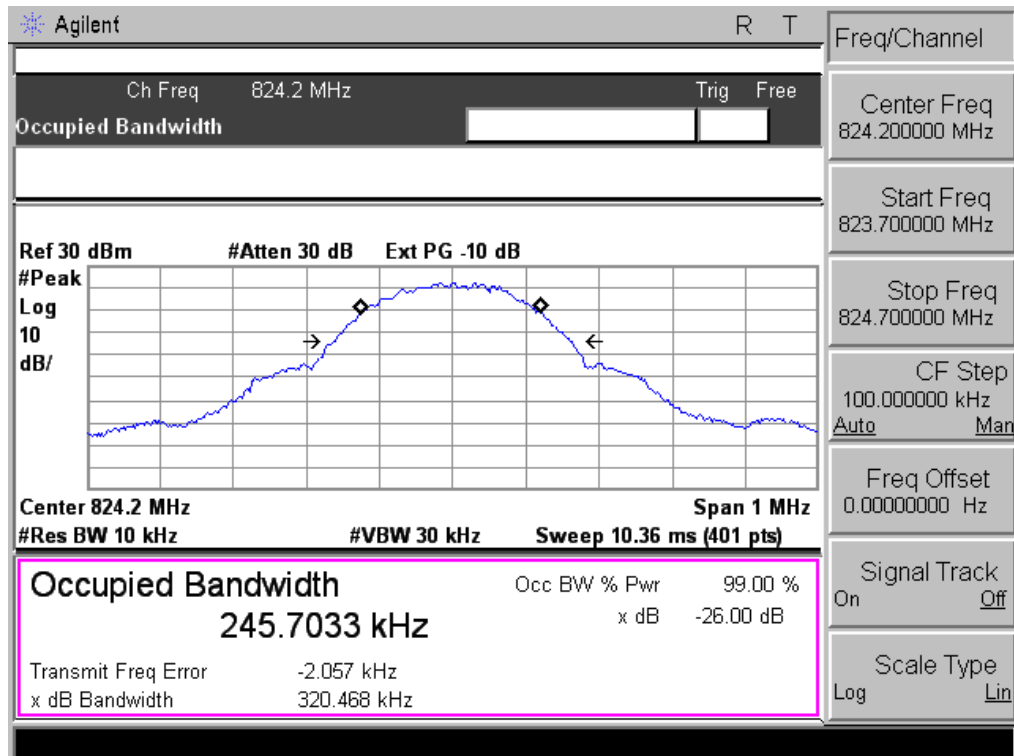 Agilent R T
Ch Freq 824.2 MHz Trig Free
Occupied Bandwidth
Ref 30 dBm #Atten 30 dB Ext PG -10 dB
#Peak
Log
10
dB/
Center 824.2 MHz Span 1 MHz
#Res BW 10 kHz #VBW 30 kHz Sweep 10.36 ms (401 pts)
Occupied Bandwidth Occ BW % Pwr 99.00 %
245.7033 kHz x dB -26.00 dB
Transmit Freq Error -2.057 kHz
x dB Bandwidth 320.468 kHz
Freq/Channel
Center Freq
824.200000 MHz
Start Freq
823.700000 MHz
Stop Freq
824.700000 MHz
CF Step
100.000000 kHz
Auto Man
Freq Offset
0.00000000 Hz
Signal Track
On Off
Scale Type
Log Lin